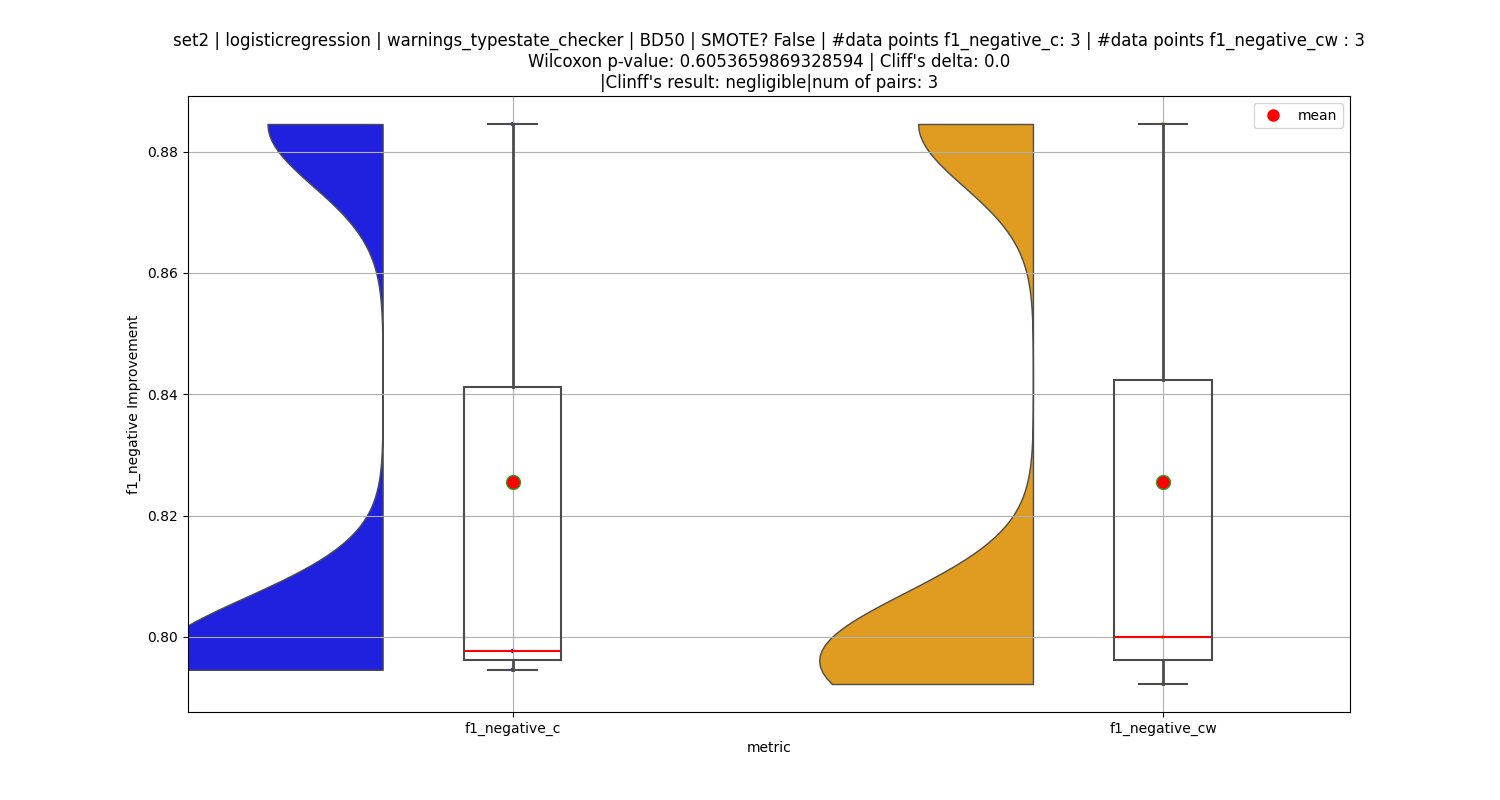 set2 | logisticregression | warnings_typestate_checker | BD50 | SMOTE? False | #data points f1_negative_c: 3 | #data points f1_negative_cw : 3
Wilcoxon p-value: 0.6053659869328594 | Cliff's delta: 0.0
|Clinff's result: negligible|num of pairs: 3
mean
0.88
0.86
0.84
0.82
0.80
f1_negative Improvement
f1_negative_c
f1_negative_cw
metric